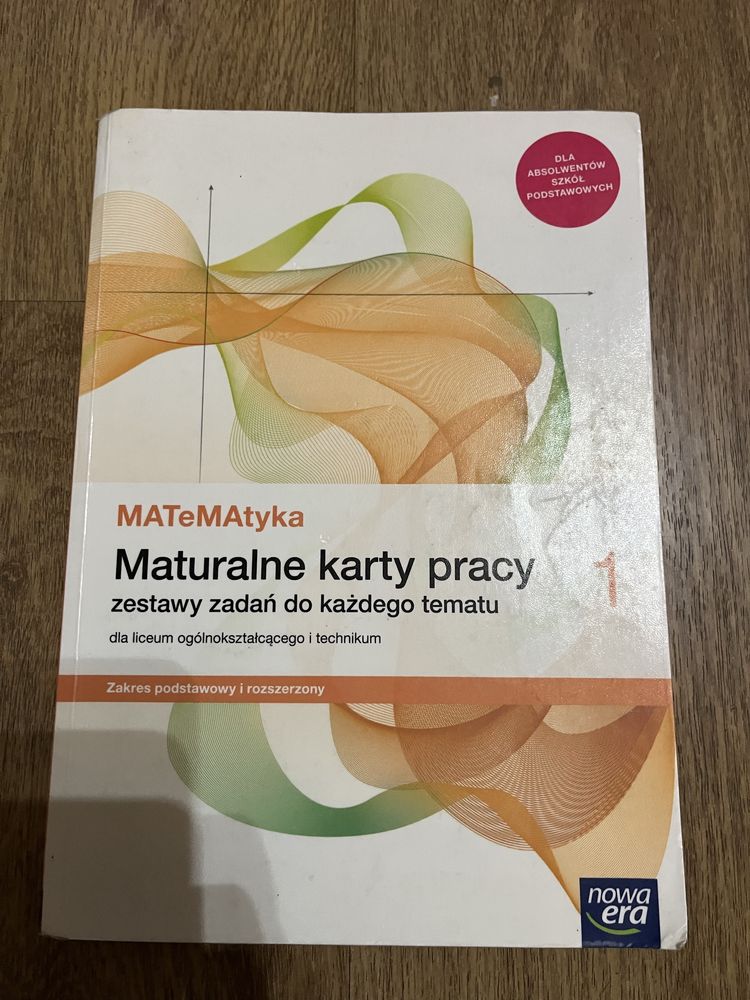 DLA
ABSOLWENTÓW
SZKÓŁ
PODSTAWOWYCH
MATeMAtyka
Maturalne karty pracy 1
zestawy zadań do każdego tematu
dla liceum ogólnokształcącego i technikum
Zakres podstawowy i rozszerzony
nowa
era